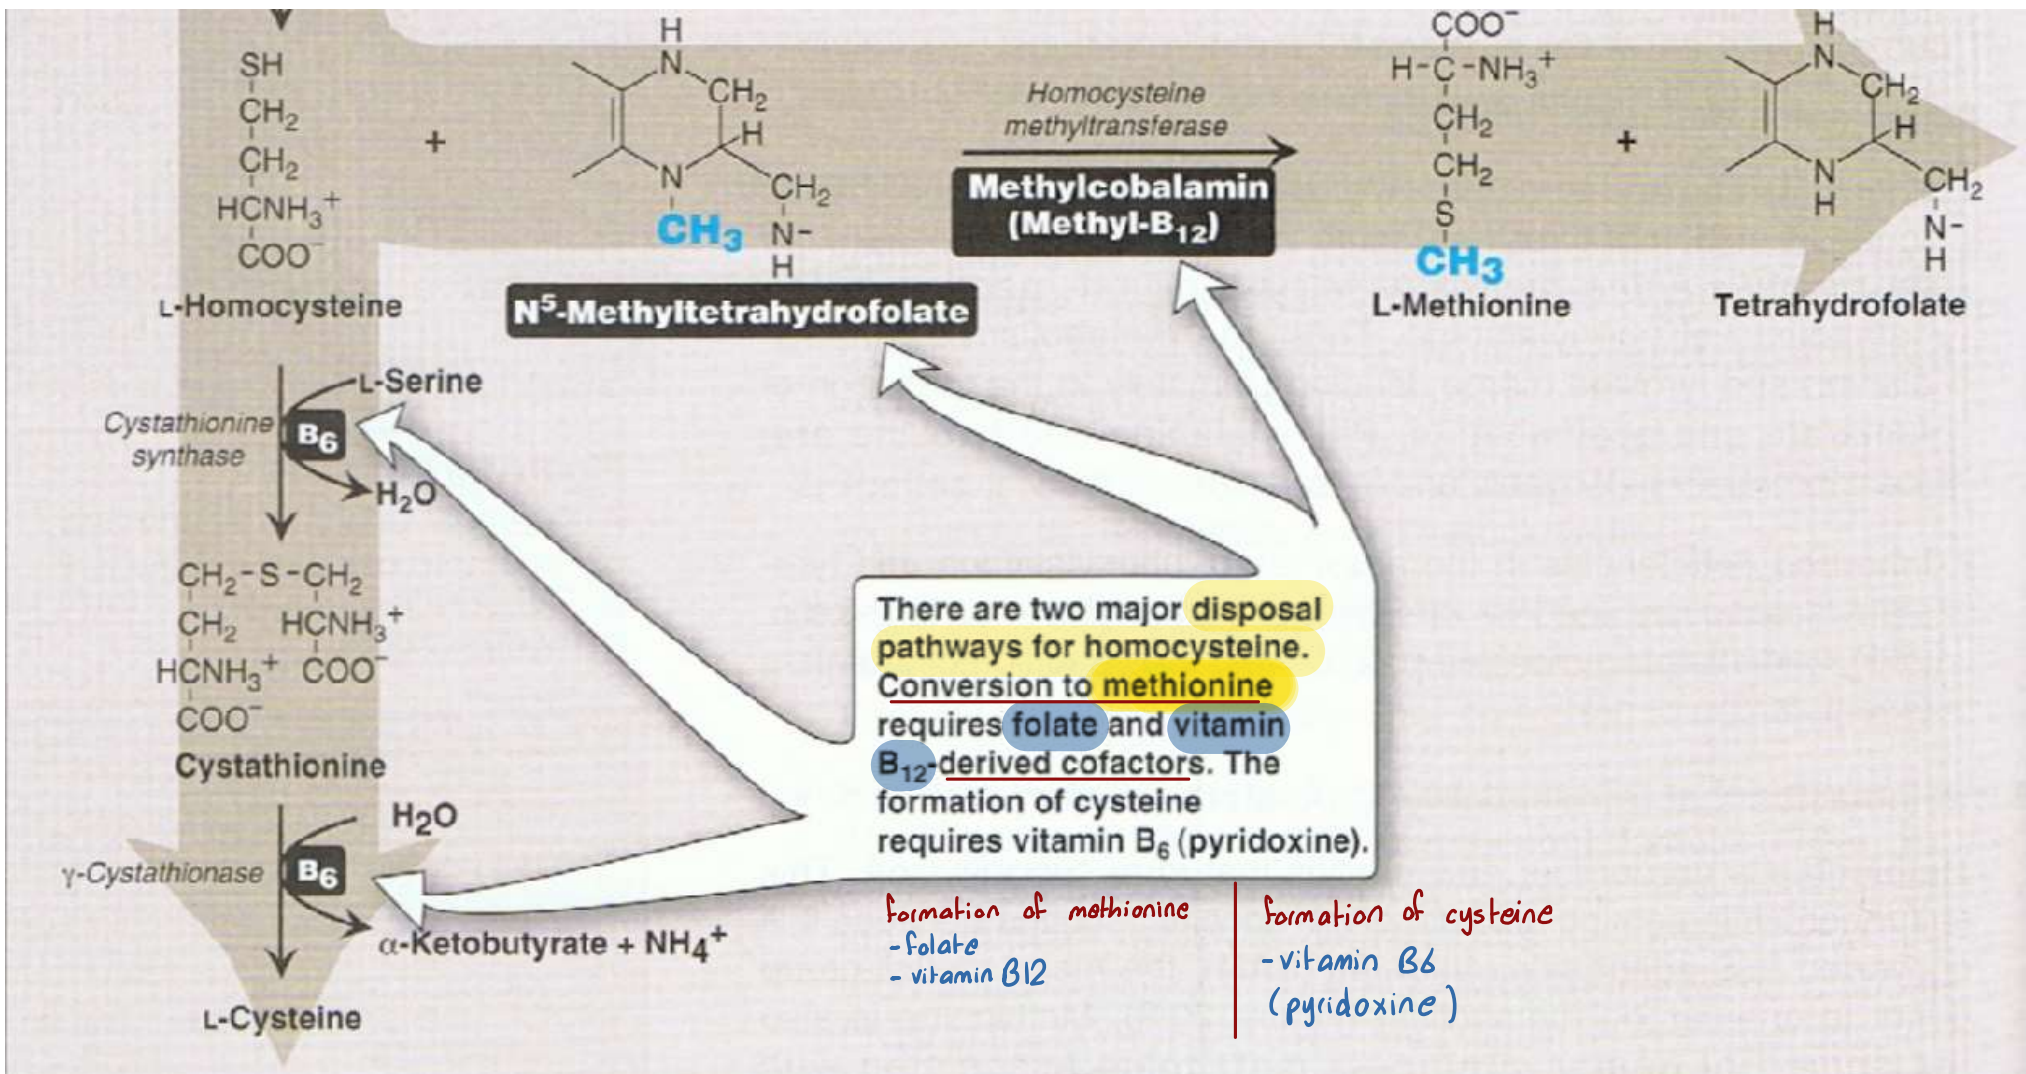 SH
CH₂
CH₂
HCNH₃⁺
COO⁻
L-Homocysteine
+
H
N
CH₂
H
N
CH₂
CH₃
N-
H
N⁵-Methyltetrahydrofolate
Homocysteine
methyltransferase
Methylcobalamin
(Methyl-B₁₂)
COO⁻
H-C-NH₃⁺
CH₂
CH₂
S
CH₃
L-Methionine
+
H
N
CH₂
H
N
H
CH₂
N-
H
Tetrahydrofolate
L-Serine
Cystathionine
synthase
B₆
H₂O
CH₂-S-CH₂
CH₂ HCNH₃⁺
HCNH₃⁺ COO⁻
COO⁻
Cystathionine
H₂O
γ-Cystathionase
B₆
α-Ketobutyrate + NH₄⁺
L-Cysteine
There are two major disposal
pathways for homocysteine.
Conversion to methionine
requires folate and vitamin
B₁₂-derived cofactors. The
formation of cysteine
requires vitamin B₆ (pyridoxine).
formation of methionine
-folate
- vitamin B12
formation of cysteine
-vitamin B6
(pyridoxine)